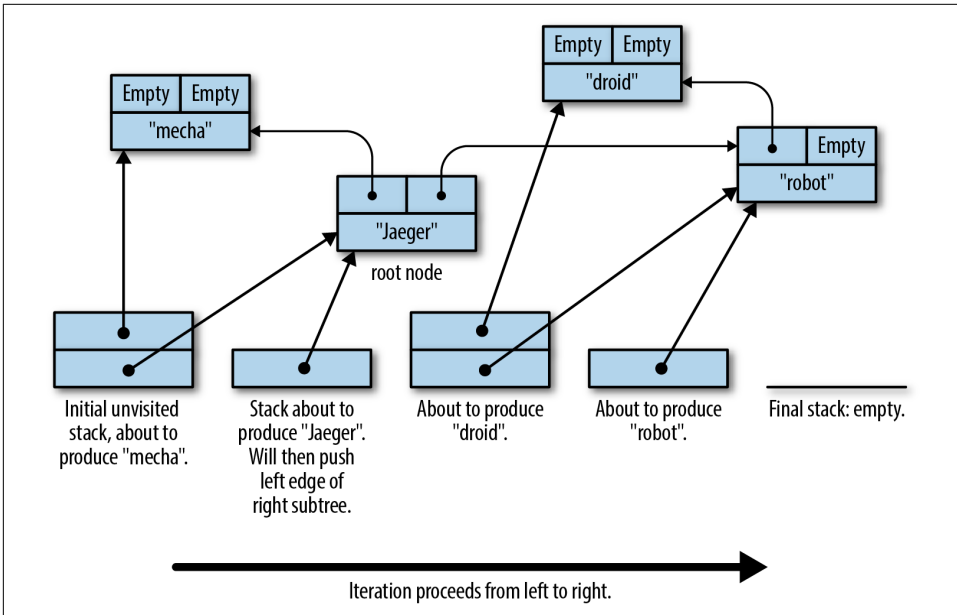 Empty Empty
"droid"
Empty Empty
"mecha"
Empty
"robot"
"Jaeger"
root node
Initial unvisited
stack, about to
produce "mecha".
Stack about to
produce "Jaeger".
Will then push
left edge of
right subtree.
About to produce
"droid".
About to produce
"robot".
Final stack: empty.
Iteration proceeds from left to right.